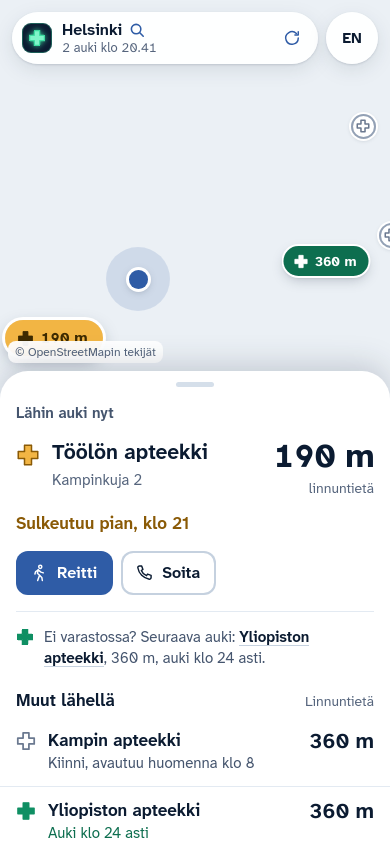 Helsinki
2 auki klo 20.41
EN
360 m
190 m
© OpenStreetMapin tekijät
Lähin auki nyt
Töölön apteekki
190 m
Kampinkuja 2
linnuntietä
Sulkeutuu pian, klo 21
Reitti
Soita
Ei varastossa? Seuraava auki: Yliopiston
apteekki, 360 m, auki klo 24 asti.
Muut lähellä
Linnuntietä
Kampin apteekki
360 m
Kiinni, avautuu huomenna klo 8
Yliopiston apteekki
360 m
Auki klo 24 asti